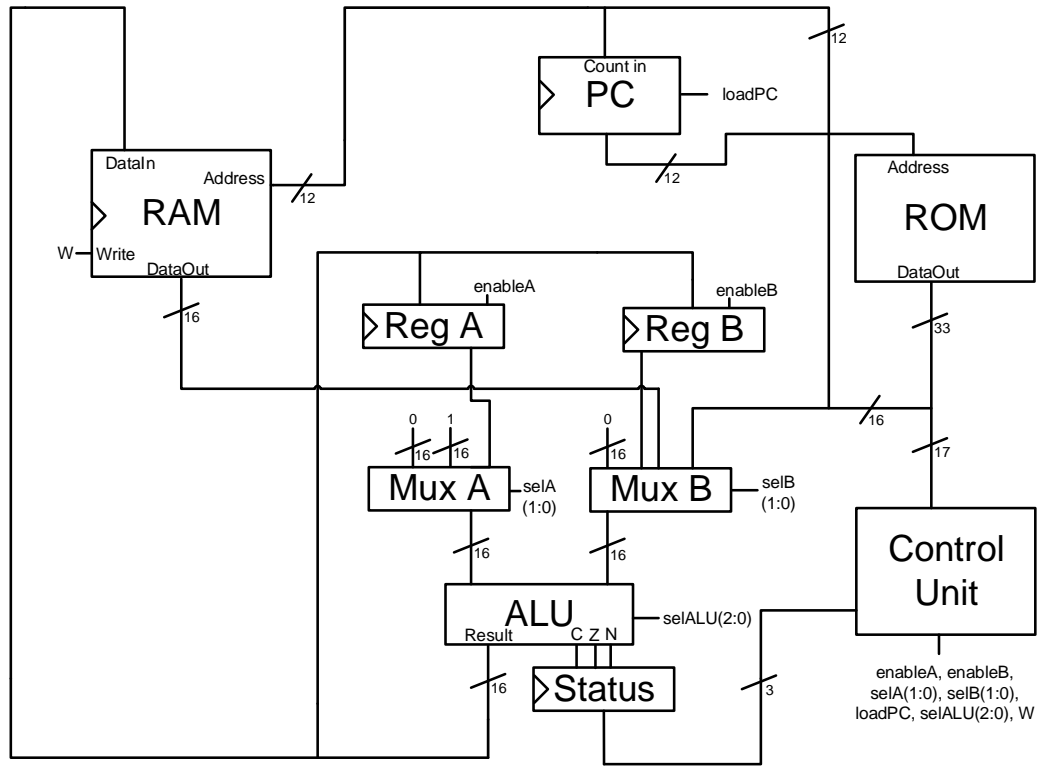 12
Count in
PC
loadPC
DataIn
Address
RAM
12
W
Write
DataOut
16
12
Address
ROM
DataOut
33
enableA
Reg A
enableB
Reg B
16
17
0
16
1
16
0
16
Mux A
selA
(1:0)
Mux B
selB
(1:0)
16
16
Control
Unit
ALU
Result
C Z N
selALU(2:0)
16
Status
3
enableA, enableB,
selA(1:0), selB(1:0),
loadPC, selALU(2:0), W